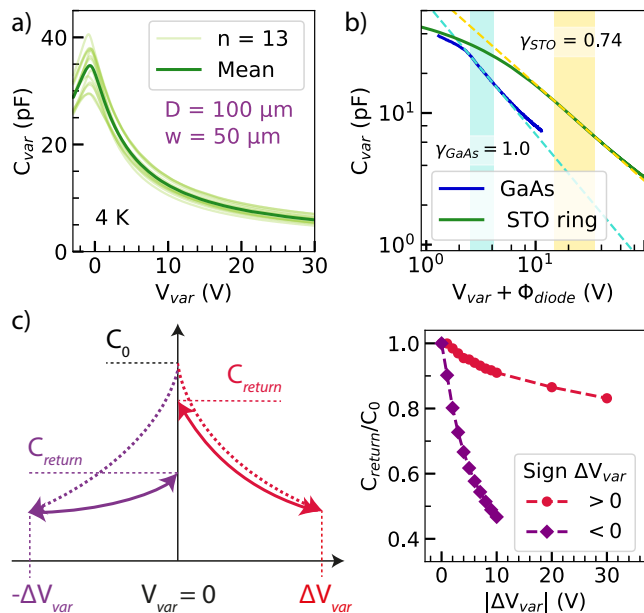 a)
n = 13
Mean
D = 100 µm
w = 50 µm
4 K
C_var (pF)
40
20
0
0
10
20
30
V_var (V)
b)
γ_STO = 0.74
γ_GaAs = 1.0
GaAs
STO ring
C_var (pF)
10^1
10^0
10^0
10^1
V_var + Φ_diode (V)
c)
C_0
C_return
C_return
-ΔV_var
V_var = 0
ΔV_var
C_return/C_0
1.0
0.8
0.6
0.4
Sign ΔV_var
> 0
< 0
0
10
20
30
|ΔV_var| (V)